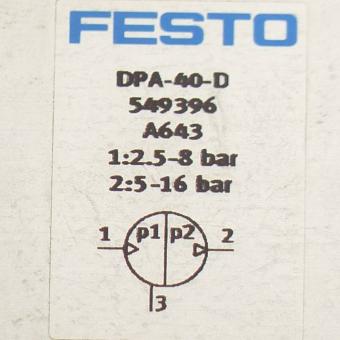 FESTO
DPA-40-D
549396
A643
1:2.5-8 bar
2:5-16 bar
1 p1 p2 2
3